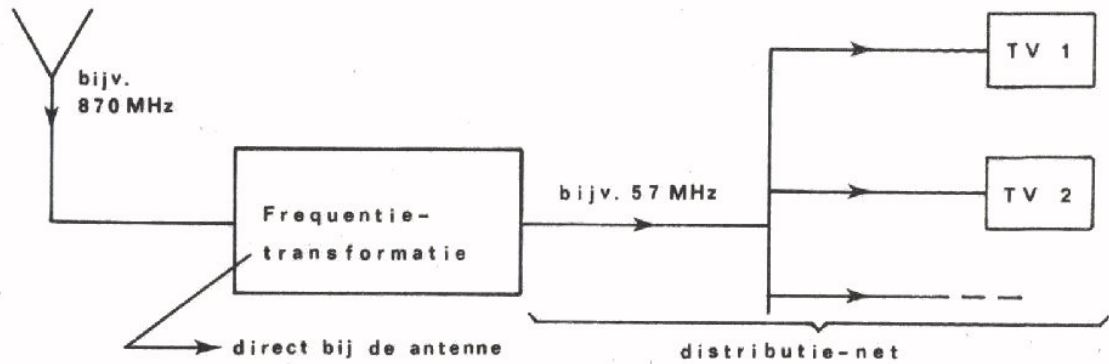 bijv.
870 MHz
TV 1
bijv. 57 MHz
TV 2
Frequentie-
transformatie
direct bij de antenne
distributie-net